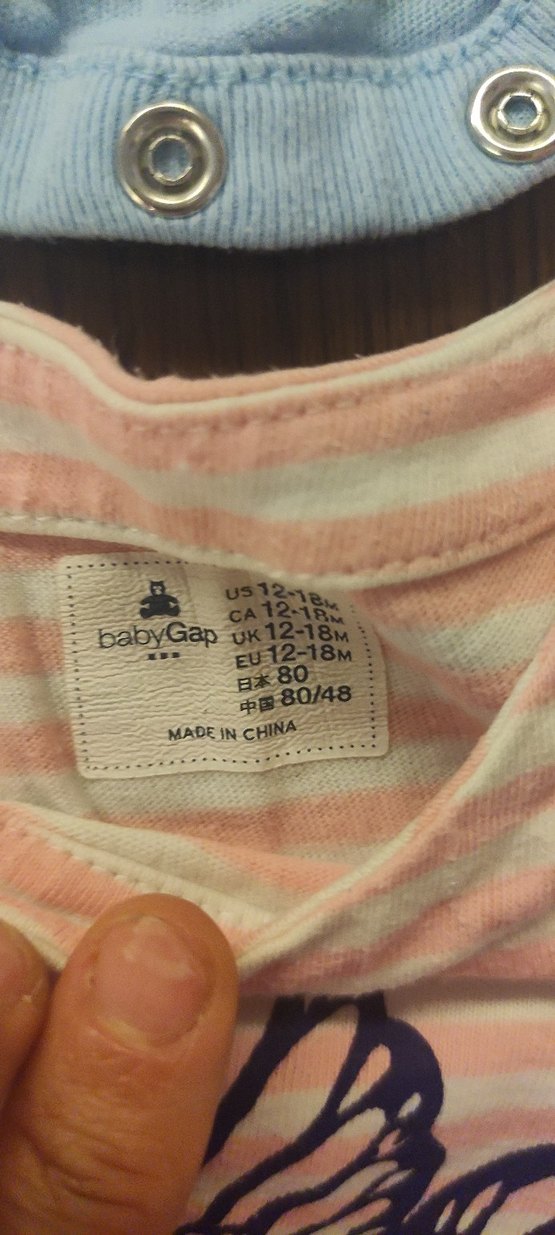 babyGap
US 12-18M
CA 12-18M
UK 12-18M
EU 12-18M
日本 80
中国 80/48
MADE IN CHINA